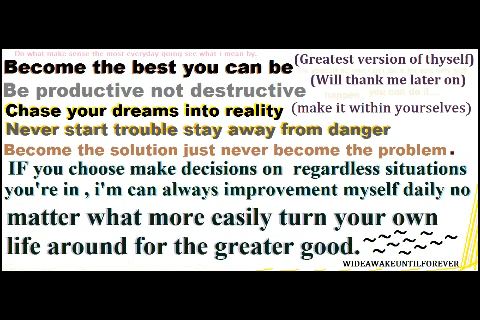 Do what make sense the most everyday going see what i mean by..
Become the best you can be
(Greatest version of thyself)
(Will thank me later on)
Be productive not destructive
you can do it...
Chase your dreams into reality
(make it within yourselves)
Never start trouble stay away from danger
Become the solution just never become the problem.
IF you choose make decisions on regardless situations
you're in , i'm can always improvement myself daily no
matter what more easily turn your own
life around for the greater good.
WIDEAWAKEUNTILFOREVER